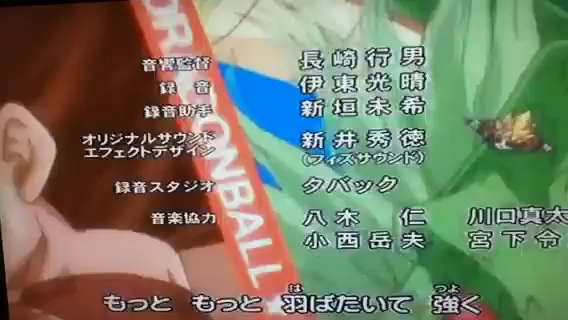 音響監督 長崎行男
録音 伊東光晴
録音助手 新垣未希
オリジナルサウンド
エフェクトデザイン 新井秀徳
(フィズサウンド)
録音スタジオ タバック
音楽協力 八木仁 川口真太
小西岳夫 宮下令
DRAGONBALL
もっと もっと 羽ばたいて 強く